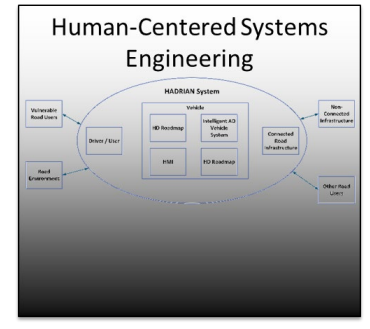 Human-Centered Systems
Engineering
HADRIAN System
Vehicle
Vulnerable
Road Users
Non-
Connected
Infrastructure
HD Roadmap
Intelligent AD
Vehicle
System
Driver / User
Connected
Road
Infrastructure
HMI
HD Roadmap
Road
Environment
Other Road
Users